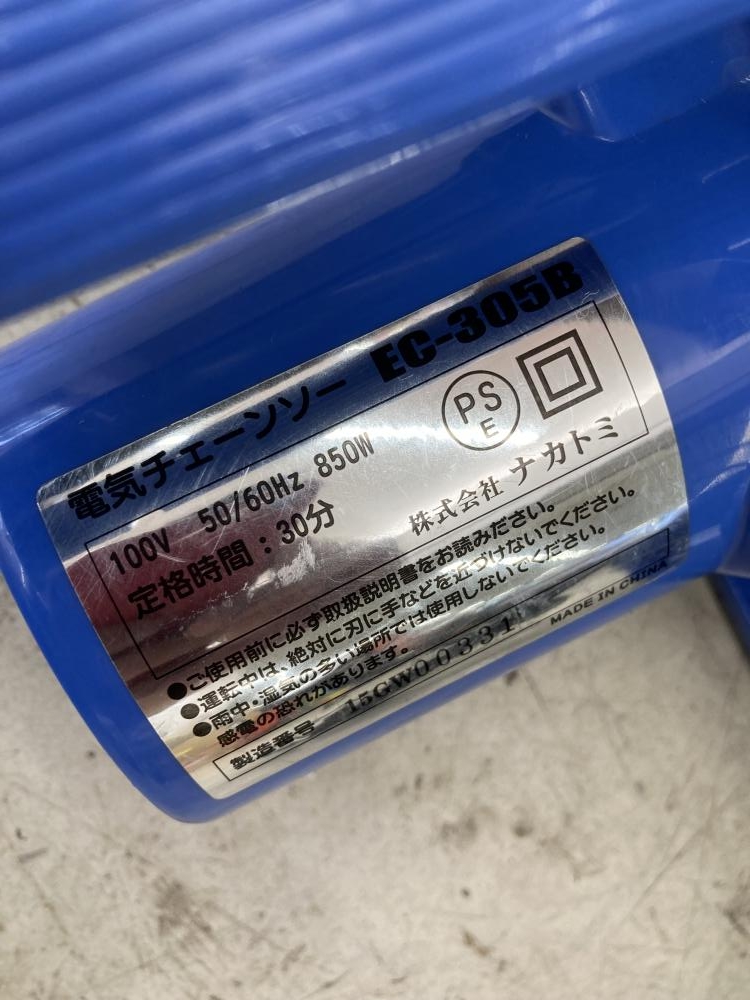 電気チェーンソー EC-305B
100V 50/60Hz 850W
定格時間：30分
PS
E
株式会社 ナカトミ
●ご使用前に必ず取扱説明書をお読みださい。
●運転中は、絶対に刃に手などを近づけないでください。
●雨中・湿気の多い場所では使用しないでください。
感電の恐れがあります。
製造番号 15GW00331
MADE IN CHINA